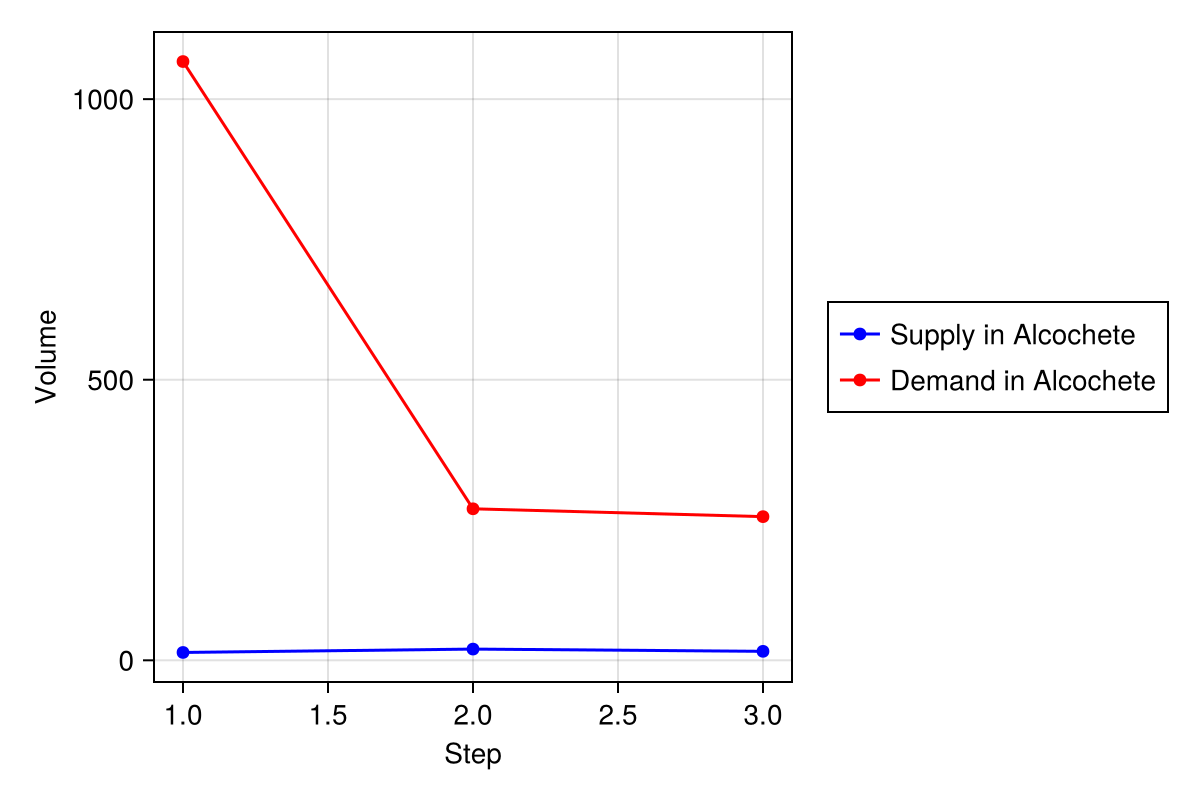 1000
500
0
Volume
1.0 1.5 2.0 2.5 3.0
Step
Supply in Alcochete
Demand in Alcochete